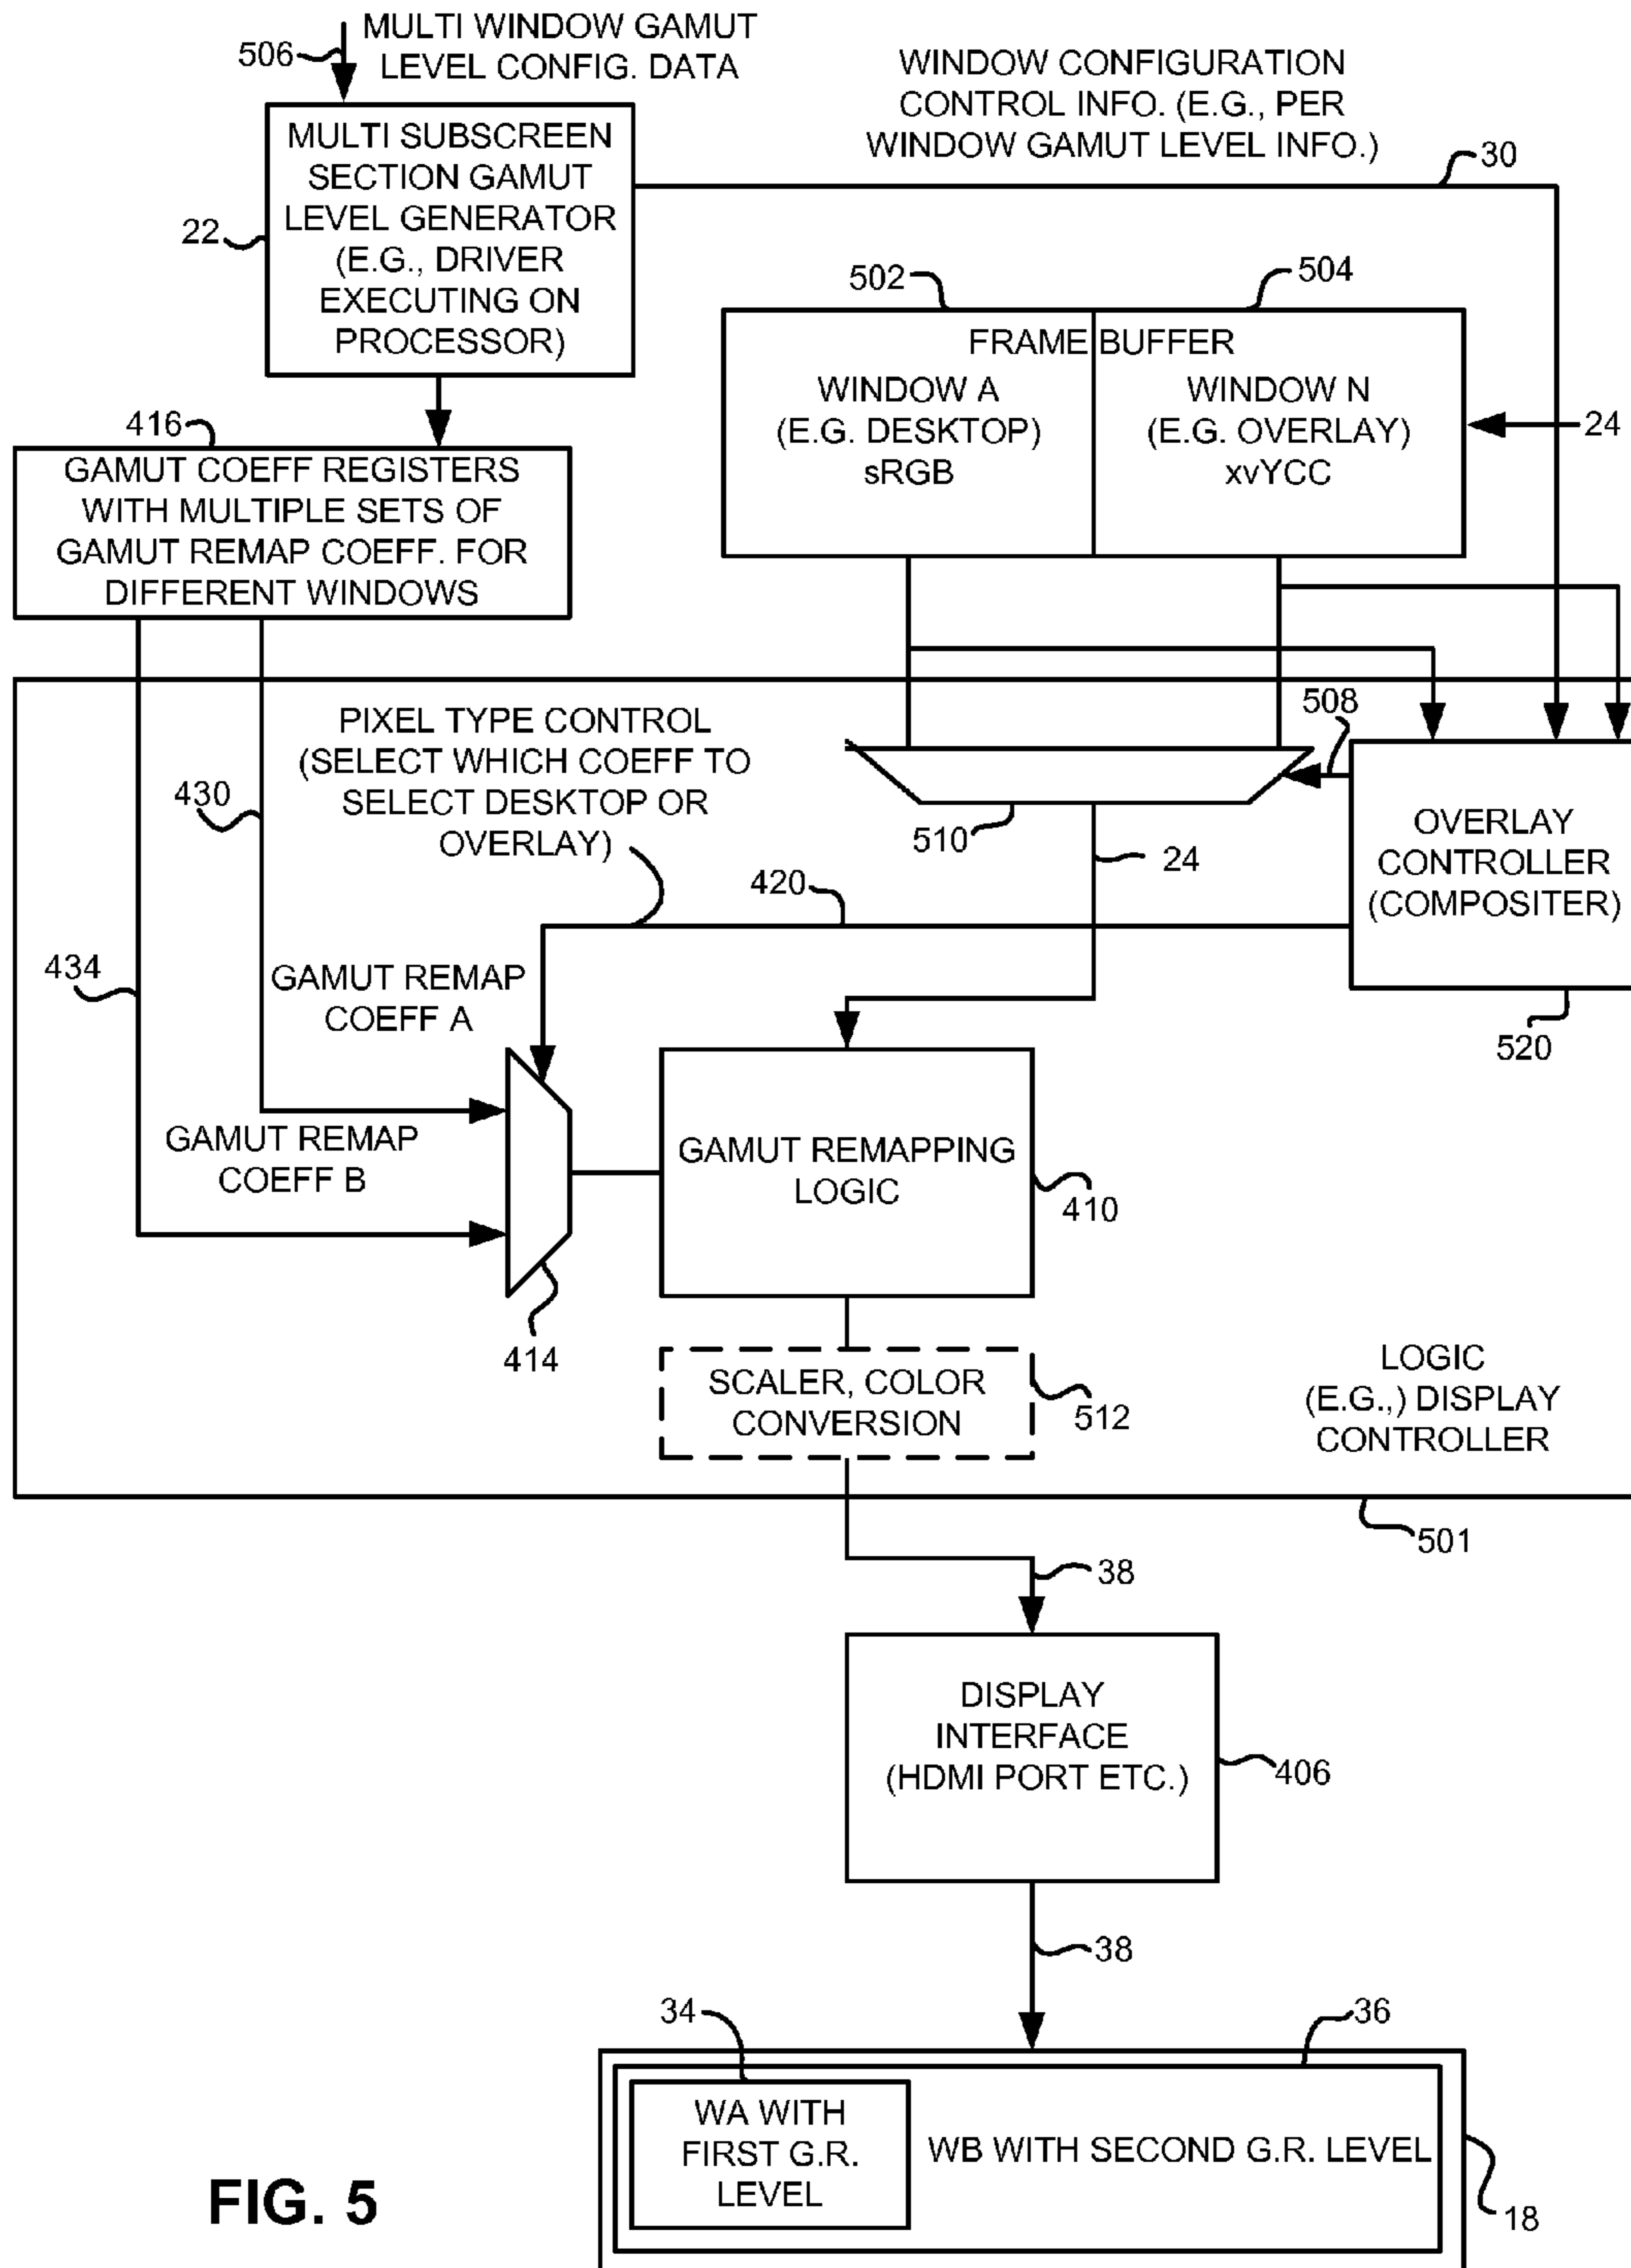 506
MULTI WINDOW GAMUT
LEVEL CONFIG. DATA
WINDOW CONFIGURATION
CONTROL INFO. (E.G., PER
WINDOW GAMUT LEVEL INFO.)
30
MULTI SUBSCREEN
SECTION GAMUT
LEVEL GENERATOR
(E.G., DRIVER
EXECUTING ON
PROCESSOR)
22
502
504
FRAME BUFFER
WINDOW A
(E.G. DESKTOP)
sRGB
WINDOW N
(E.G. OVERLAY)
xvYCC
24
416
GAMUT COEFF REGISTERS
WITH MULTIPLE SETS OF
GAMUT REMAP COEFF. FOR
DIFFERENT WINDOWS
PIXEL TYPE CONTROL
(SELECT WHICH COEFF TO
SELECT DESKTOP OR
OVERLAY)
430
508
510
24
OVERLAY
CONTROLLER
(COMPOSITER)
420
434
GAMUT REMAP
COEFF A
520
GAMUT REMAP
COEFF B
GAMUT REMAPPING
LOGIC
410
414
SCALER, COLOR
CONVERSION
512
LOGIC
(E.G.,) DISPLAY
CONTROLLER
501
38
DISPLAY
INTERFACE
(HDMI PORT ETC.)
406
38
34
36
WA WITH
FIRST G.R.
LEVEL
WB WITH SECOND G.R. LEVEL
18
FIG. 5